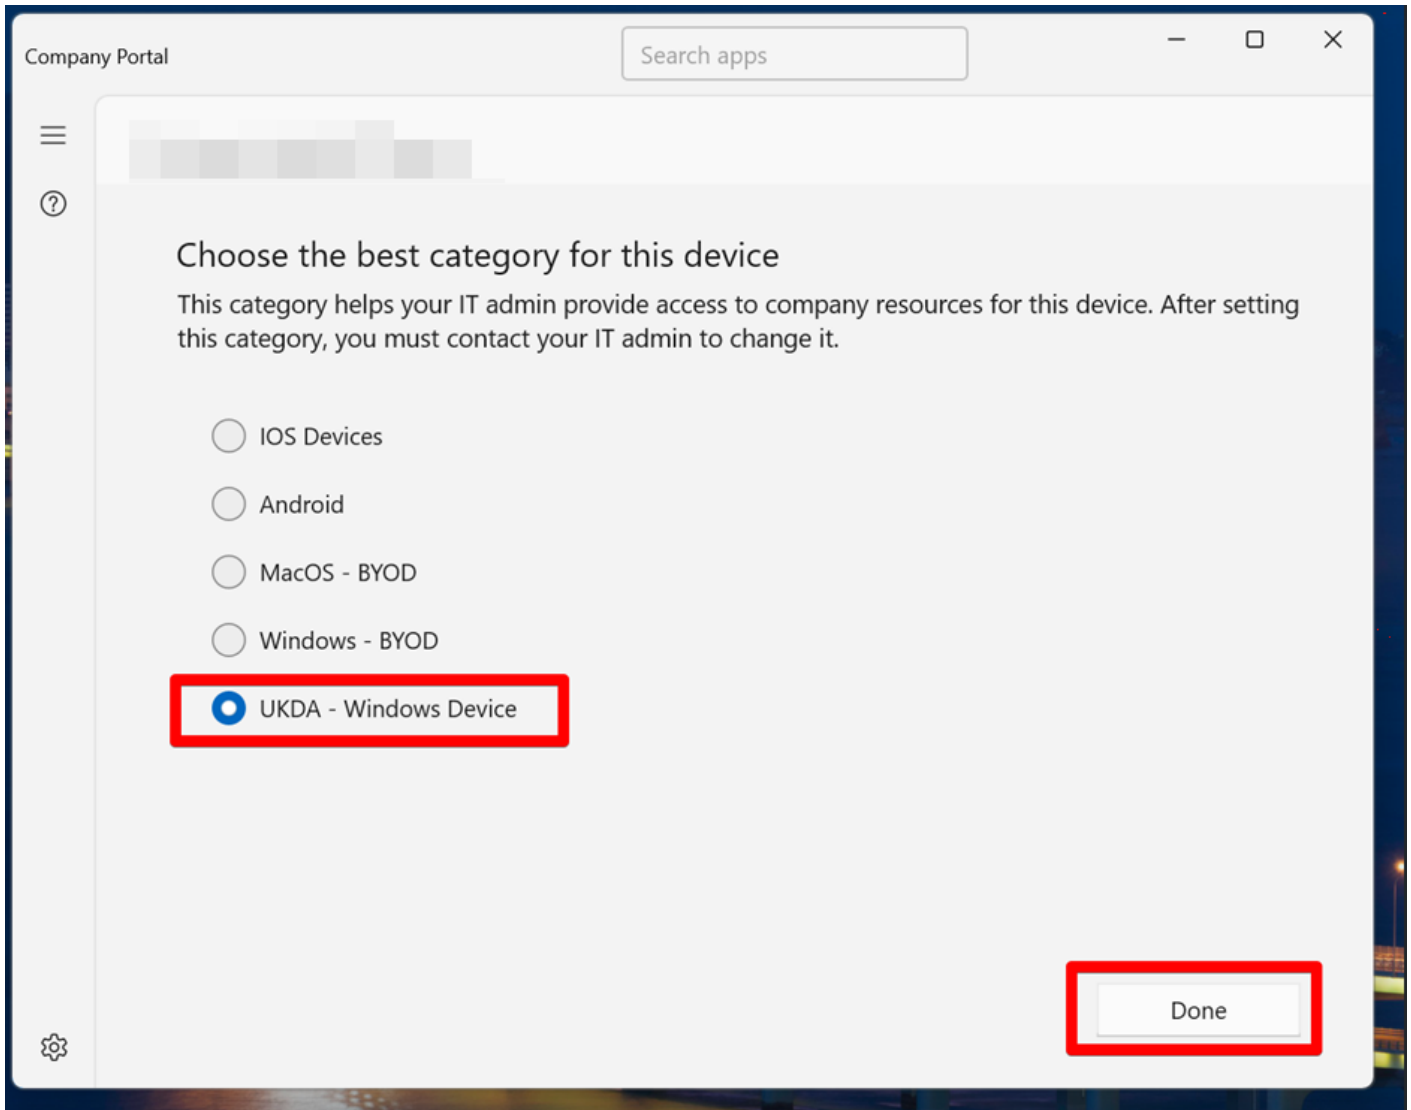 Company Portal
Search apps
Choose the best category for this device
This category helps your IT admin provide access to company resources for this device. After setting
this category, you must contact your IT admin to change it.
IOS Devices
Android
MacOS - BYOD
Windows - BYOD
UKDA - Windows Device
Done